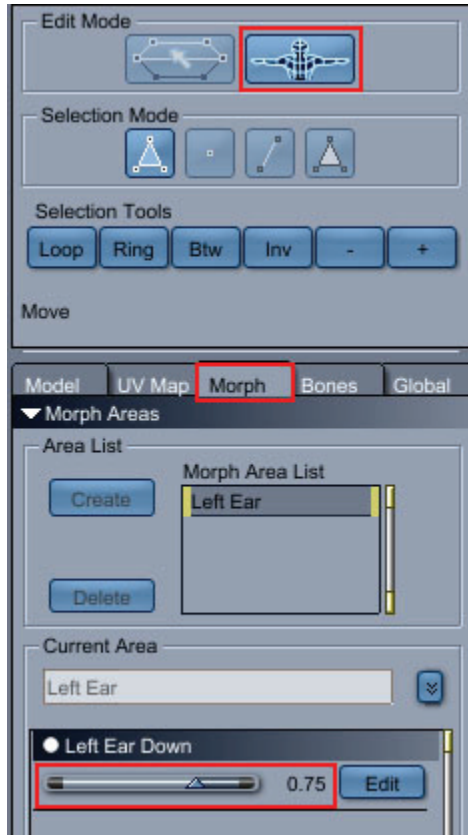 Edit Mode
Selection Mode
Selection Tools
Loop Ring Btw Inv - +
Move
Model UV Map Morph Bones Global
Morph Areas
Area List
Morph Area List
Create Left Ear
Delete
Current Area
Left Ear
Left Ear Down
0.75 Edit